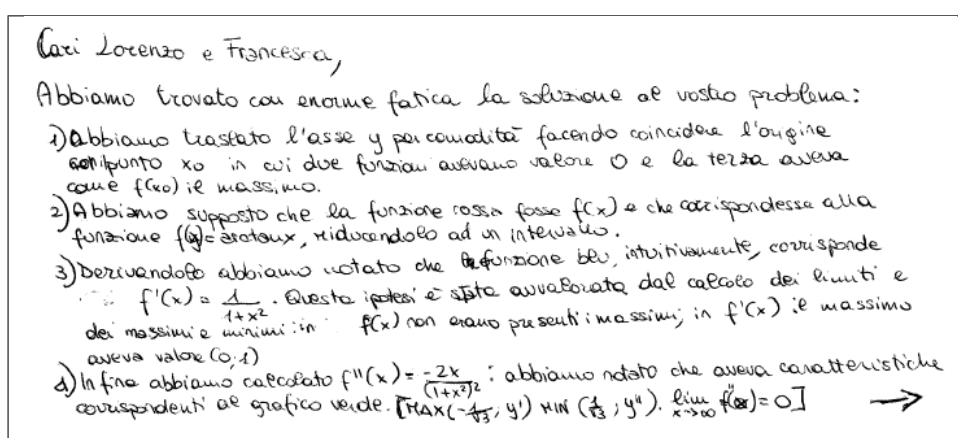 Cari Lorenzo e Francesca,
Abbiamo trovato con enorme fatica la soluzione al vostro problema:
1) Abbiamo traslato l'asse y per comodità facendo coincidere l'origine
punto x0 in cui due funzioni avevano valore 0 e la terza aveva
come f(x0) il massimo.
2) Abbiamo supposto che la funzione rossa fosse f(x) e che corrispondesse alla
funzione f(x)= arctanx, riducendolo ad un intervallo.
3) Derivandolo abbiamo notato che la funzione blu, intuitivamente, corrisponde
f'(x) = 1/(1+x²). Questa ipotesi è stata avvalorata dal calcolo dei limiti e
dei massimi e minimi: in f(x) non erano presenti massimi; in f'(x) il massimo
aveva valore (0;1)
4) Infine abbiamo calcolato f''(x) = -2x/(1+x²)² : abbiamo notato che aveva caratteristiche
corrispondenti al grafico verde. [MAX(-1/√3; y') MIN (1/√3; y''). lim x→∞ f''(x) = 0] →